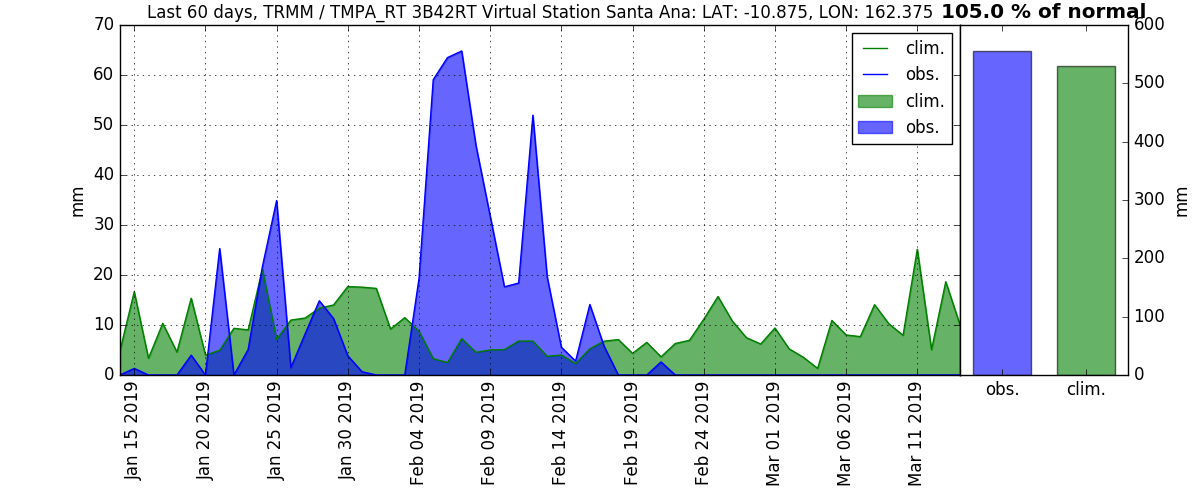 Last 60 days, TRMM / TMPA_RT 3B42RT Virtual Station Santa Ana: LAT: -10.875, LON: 162.375
105.0 % of normal
70
60
50
40
30
20
10
0
mm
clim.
obs.
clim.
obs.
Jan 15 2019
Jan 20 2019
Jan 25 2019
Jan 30 2019
Feb 04 2019
Feb 09 2019
Feb 14 2019
Feb 19 2019
Feb 24 2019
Mar 01 2019
Mar 06 2019
Mar 11 2019
600
500
400
300
200
100
0
mm
obs.
clim.